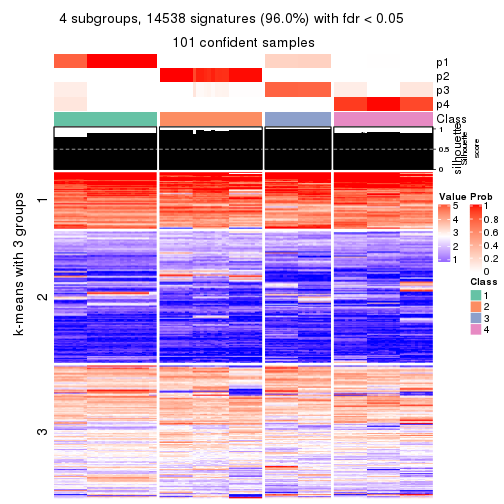 4 subgroups, 14538 signatures (96.0%) with fdr < 0.05
101 confident samples
p1
p2
p3
p4
Class
1
0.5
0
silhouette
Silhouette
score
k-means with 3 groups
1
2
3
Value
5
4
3
2
1
Prob
1
0.8
0.6
0.4
0.2
0
Class
1
2
3
4